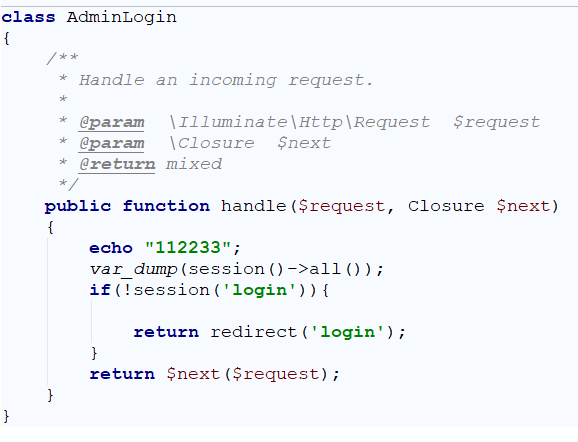 class AdminLogin
{
    /**
     * Handle an incoming request.
     *
     * @param  \Illuminate\Http\Request  $request
     * @param  \Closure  $next
     * @return mixed
     */
    public function handle($request, Closure $next)
    {
        echo "112233";
        var_dump(session()->all());
        if(!session('login')){

            return redirect('login');
        }
        return $next($request);
    }
}